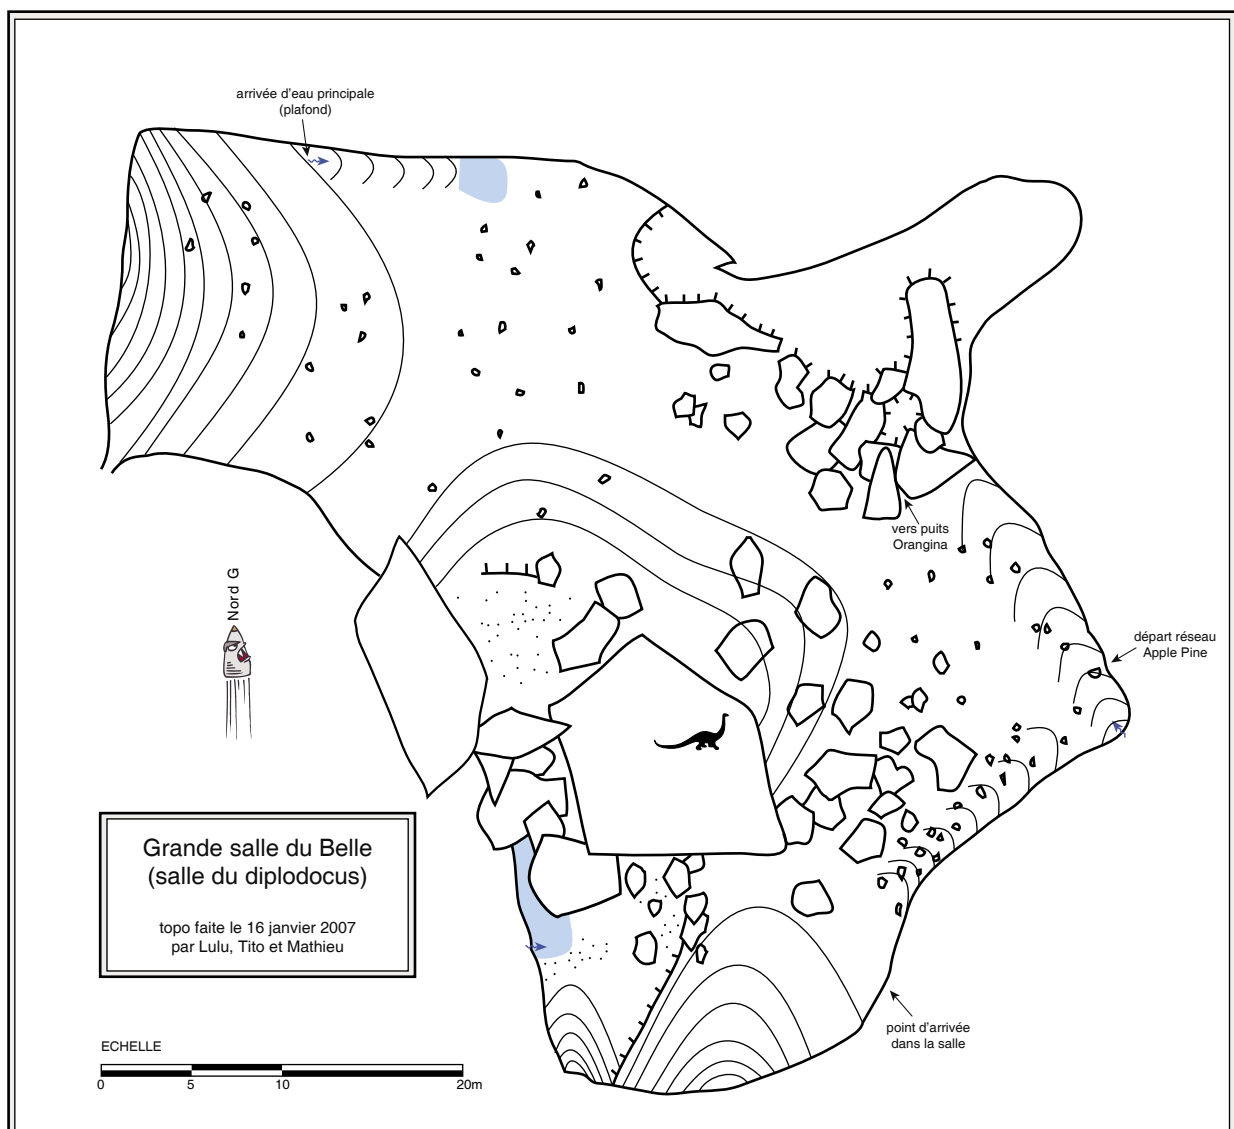 arrivée d'eau principale
(plafond)
vers puits
Orangina
Nord G
départ réseau
Apple Pine
Grande salle du Belle
(salle du diplodocus)
topo faite le 16 janvier 2007
par Lulu, Tito et Mathieu
point d'arrivée
dans la salle
ECHELLE
0 5 10 20m